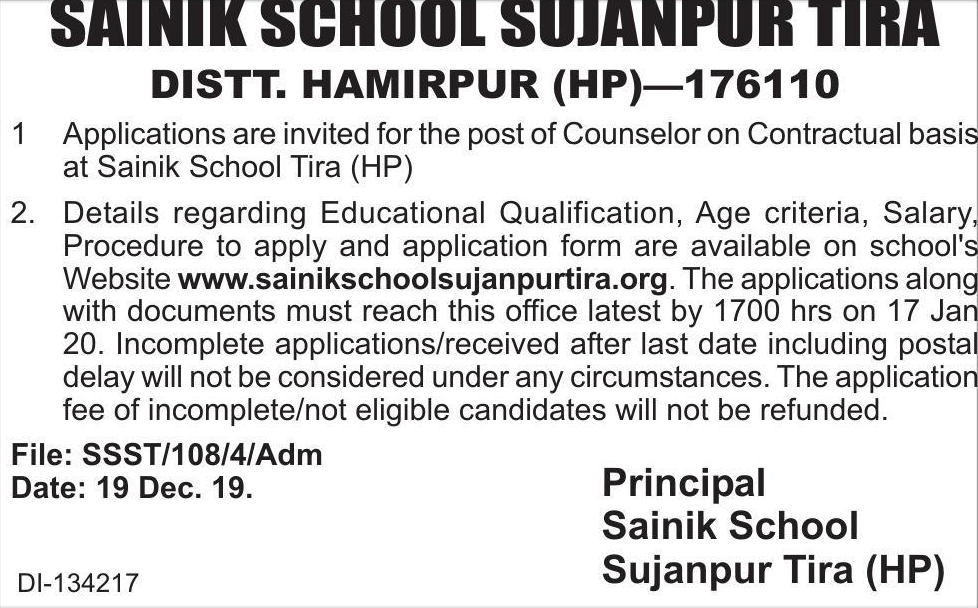 SAINIK SCHOOL SUJANPUR TIRA
DISTT. HAMIRPUR (HP)—176110
1 Applications are invited for the post of Counselor on Contractual basis
at Sainik School Tira (HP)
2. Details regarding Educational Qualification, Age criteria, Salary,
Procedure to apply and application form are available on school's
Website www.sainikschoolsujanpurtira.org. The applications along
with documents must reach this office latest by 1700 hrs on 17 Jan
20. Incomplete applications/received after last date including postal
delay will not be considered under any circumstances. The application
fee of incomplete/not eligible candidates will not be refunded.
File: SSST/108/4/Adm
Date: 19 Dec. 19.
Principal
Sainik School
Sujanpur Tira (HP)
DI-134217